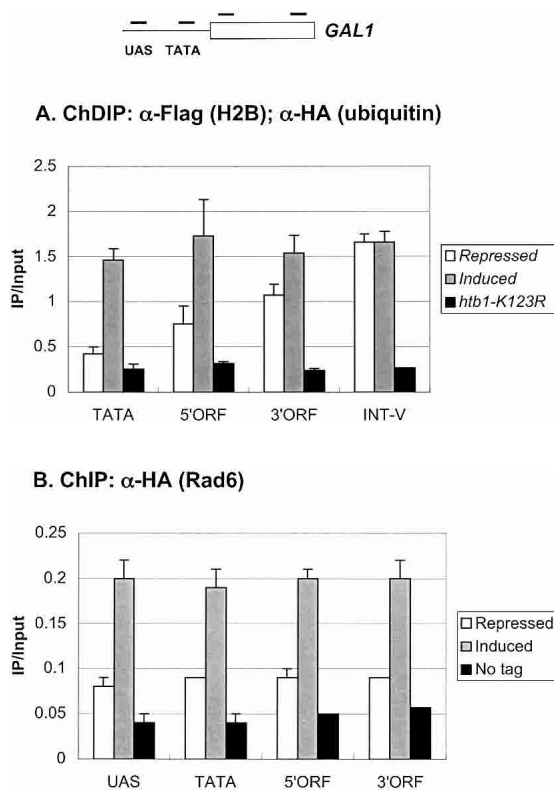 GAL1
UAS TATA
A. ChDIP: α-Flag (H2B); α-HA (ubiquitin)
2.5
2
1.5
1
0.5
0
IP/Input
TATA 5'ORF 3'ORF INT-V
Repressed
Induced
htb1-K123R
B. ChIP: α-HA (Rad6)
0.25
0.2
0.15
0.1
0.05
0
IP/Input
UAS TATA 5'ORF 3'ORF
Repressed
Induced
No tag